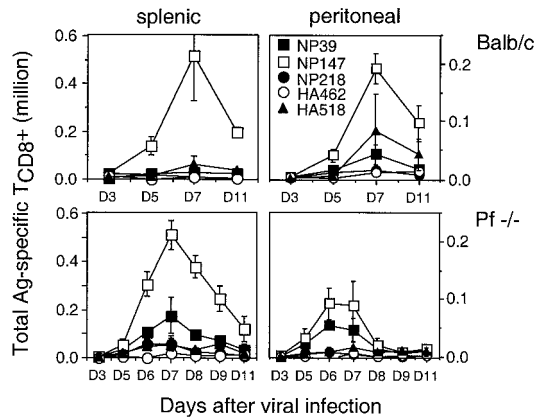 splenic
peritoneal
Balb/c
Pf -/-
Total Ag-specific TCD8+ (million)
0.6
0.4
0.2
0.0
D3 D5 D7 D11
NP39
NP147
NP218
HA462
HA518
0.2
0.1
0.0
D3 D5 D7 D11
0.6
0.4
0.2
0.0
D3 D5 D6 D7 D8 D9 D11
0.2
0.1
0.0
D3 D5 D6 D7 D8 D9 D11
Days after viral infection